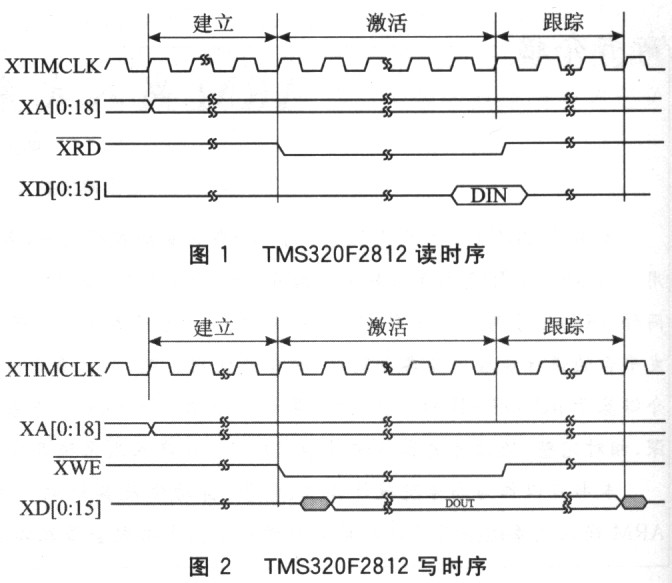 建立 激活 跟踪
XTIMCLK
XA[0:18]
XRD
XD[0:15] DIN
图 1 TMS320F2812 读时序
建立 激活 跟踪
XTIMCLK
XA[0:18]
XWE
XD[0:15] DOUT
图 2 TMS320F2812 写时序